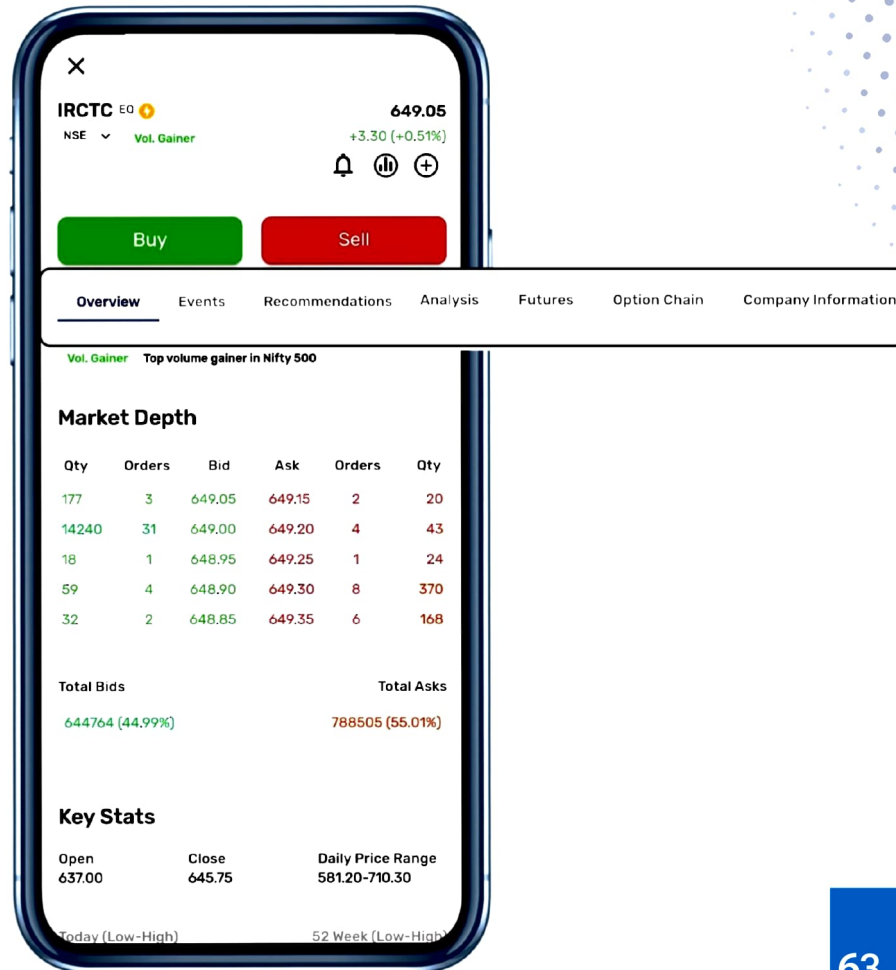 IRCTC EQ 649.05
NSE Vol. Gainer +3.30 (+0.51%)
Buy Sell
Overview Events Recommendations Analysis Futures Option Chain Company Information
Vol. Gainer Top volume gainer in Nifty 500
Market Depth
Qty Orders Bid Ask Orders Qty
177 3 649.05 649.15 2 20
14240 31 649.00 649.20 4 43
18 1 648.95 649.25 1 24
59 4 648.90 649.30 8 370
32 2 648.85 649.35 6 168
Total Bids Total Asks
644764 (44.99%) 788505 (55.01%)
Key Stats
Open Close Daily Price Range
637.00 645.75 581.20-710.30
Today (Low-High) 52 Week (Low-High)
63